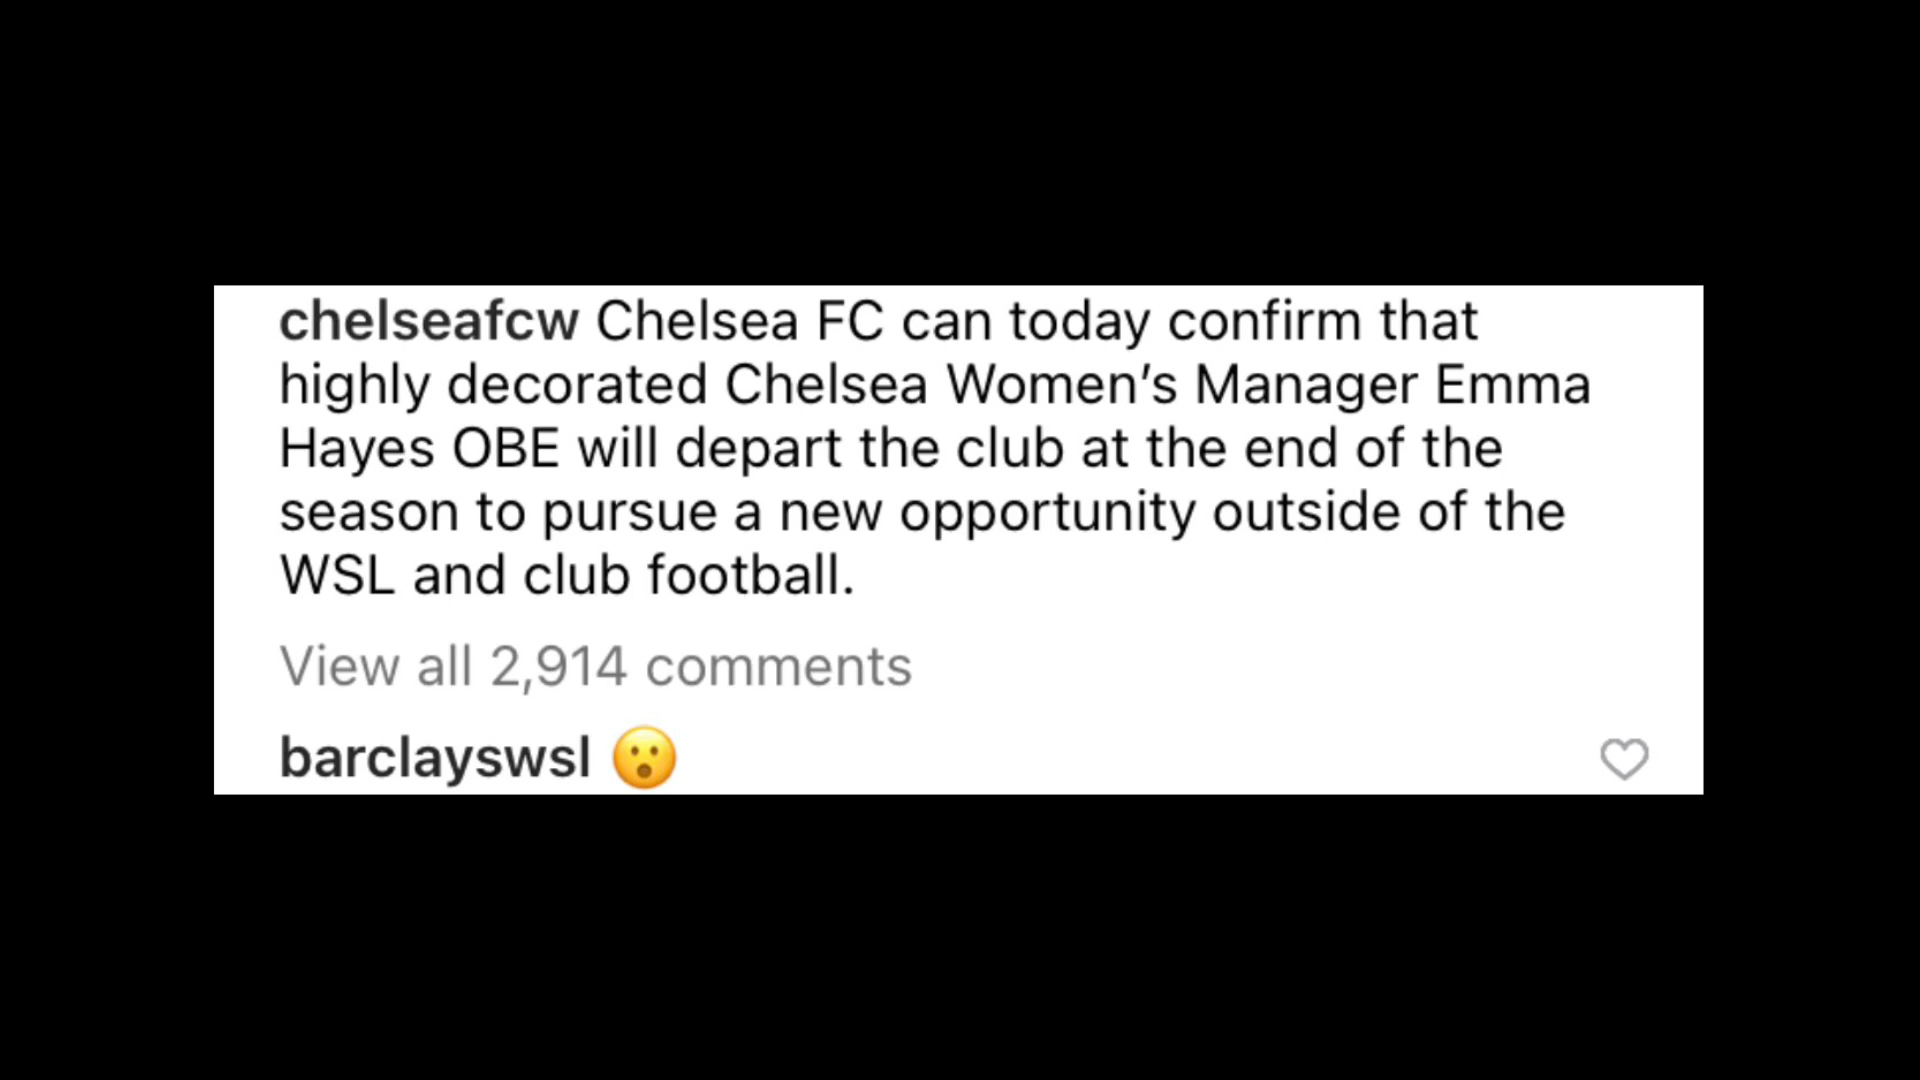 chelseafcw Chelsea FC can today confirm that
highly decorated Chelsea Women’s Manager Emma
Hayes OBE will depart the club at the end of the
season to pursue a new opportunity outside of the
WSL and club football.
View all 2,914 comments
barclayswsl 😮